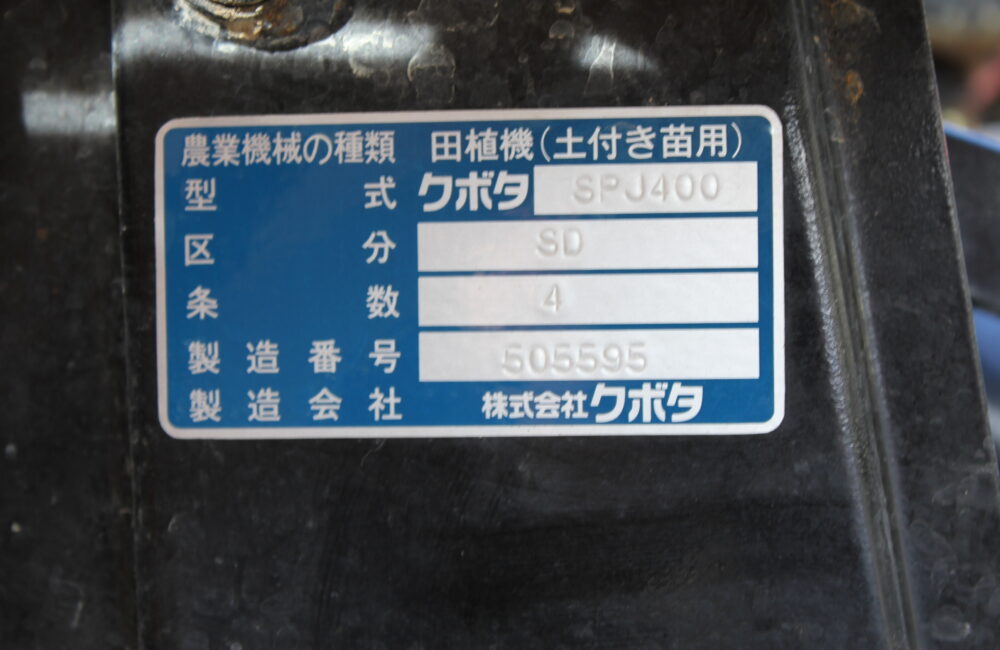 農業機械の種類 田植機(土付き苗用)
型式 クボタ SPJ400
区分 SD
条数 4
製造番号 505595
製造会社 株式会社クボタ